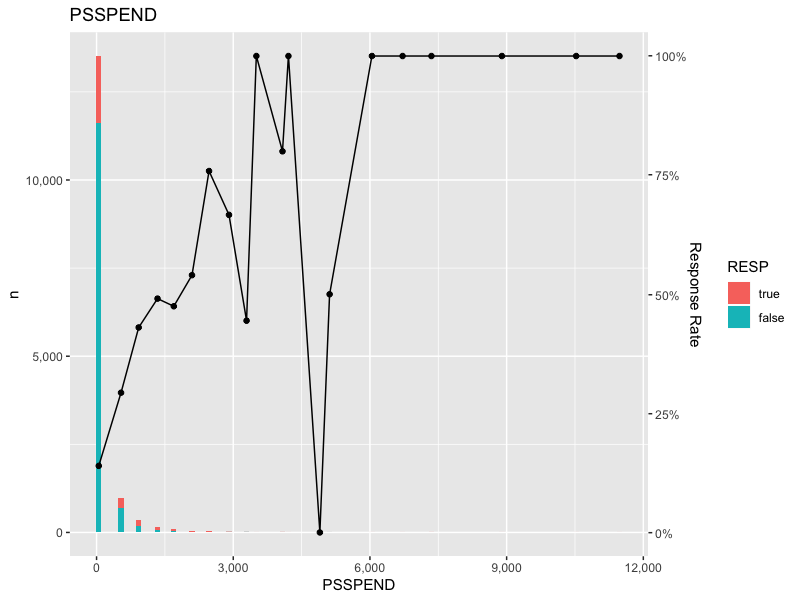 PSSPEND
n
10,000
5,000
0
100%
75%
50%
25%
0%
Response Rate
RESP
true
false
0
3,000
6,000
9,000
12,000
PSSPEND